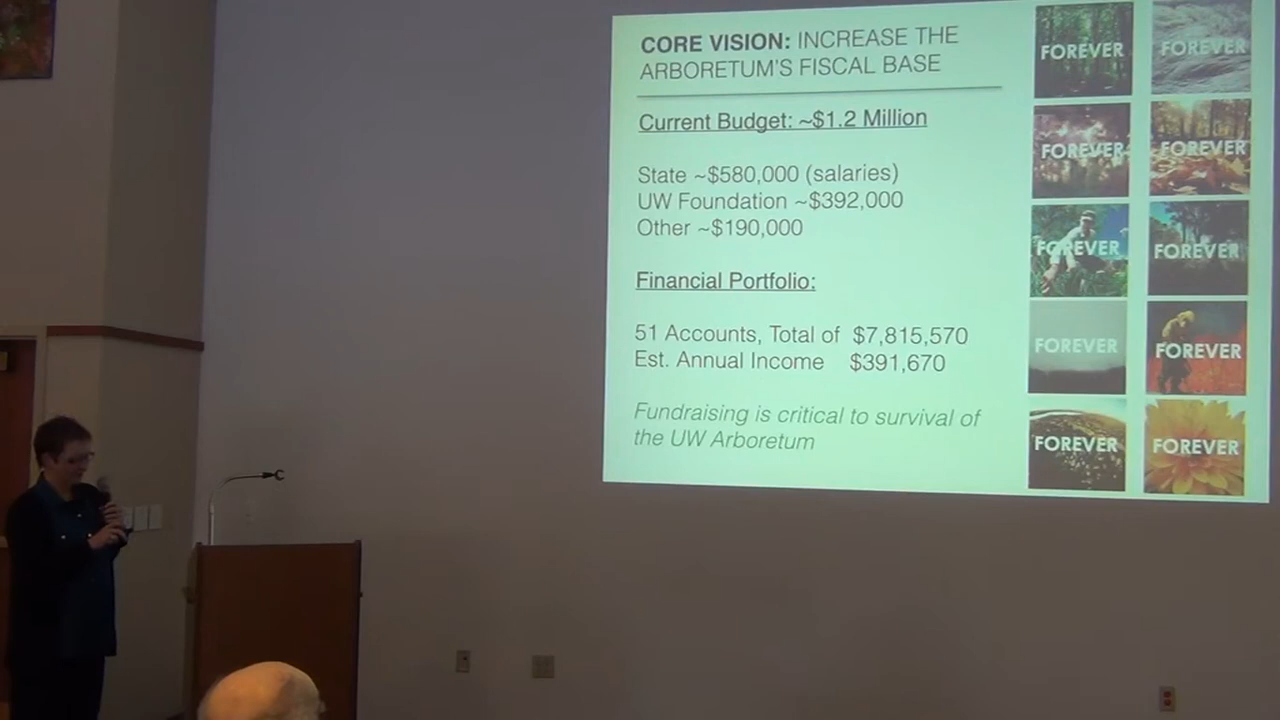 CORE VISION: INCREASE THE
ARBORETUM'S FISCAL BASE
Current Budget: ~$1.2 Million
State ~$580,000 (salaries)
UW Foundation ~$392,000
Other ~$190,000
Financial Portfolio:
51 Accounts, Total of $7,815,570
Est. Annual Income $391,670
Fundraising is critical to survival of
the UW Arboretum
FOREVER FOREVER
FOREVER FOREVER
FOREVER FOREVER
FOREVER FOREVER
FOREVER FOREVER